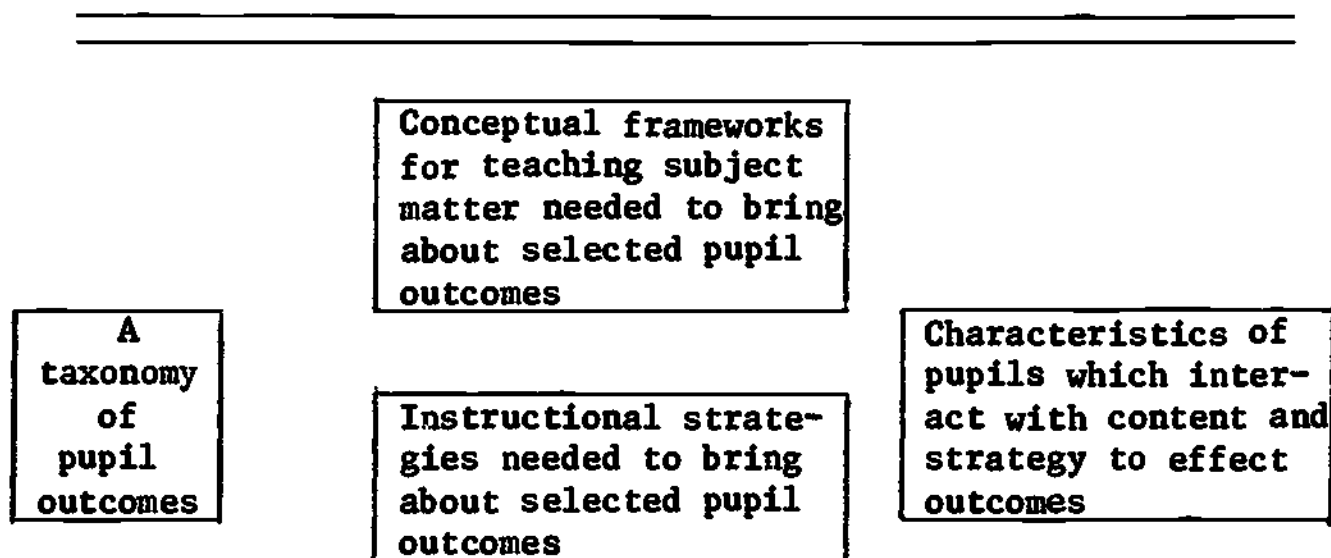 Conceptual frameworks
for teaching subject
matter needed to bring
about selected pupil
outcomes
A
taxonomy
of
pupil
outcomes
Instructional strate-
gies needed to bring
about selected pupil
outcomes
Characteristics of
pupils which inter-
act with content and
strategy to effect
outcomes